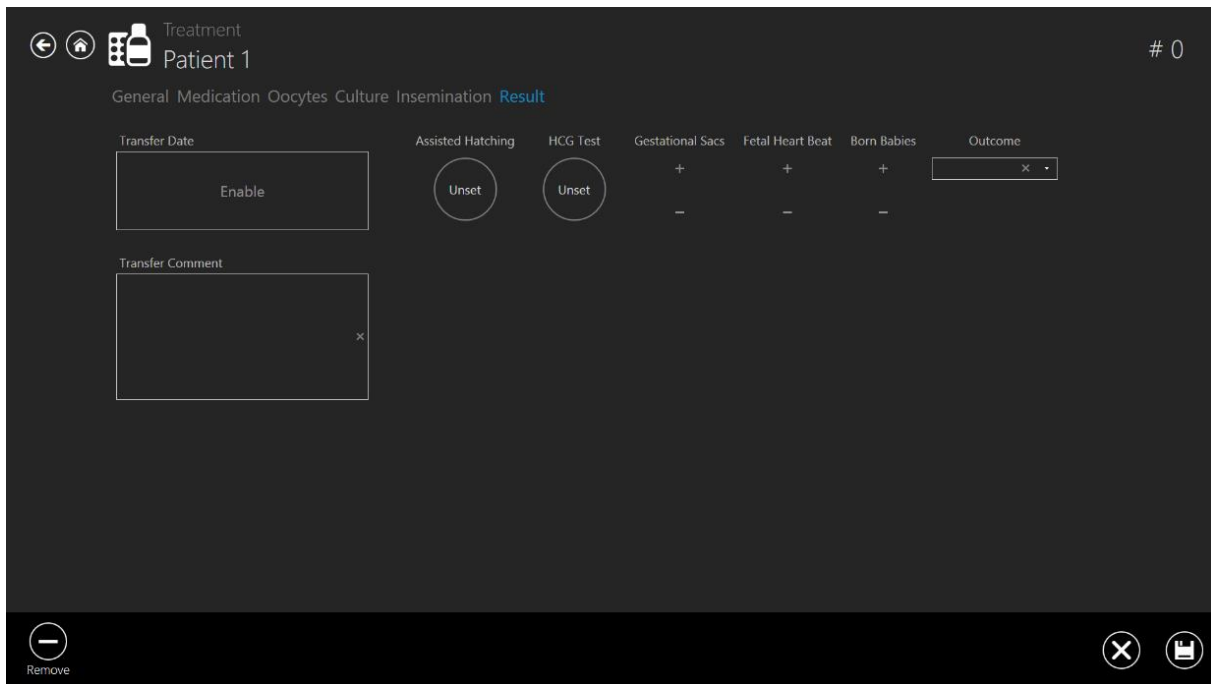 Treatment
Patient 1
# 0
General Medication Oocytes Culture Insemination Result
Transfer Date
Assisted Hatching
HCG Test
Gestational Sacs
Fetal Heart Beat
Born Babies
Outcome
Enable
Unset
Unset
Transfer Comment
Remove